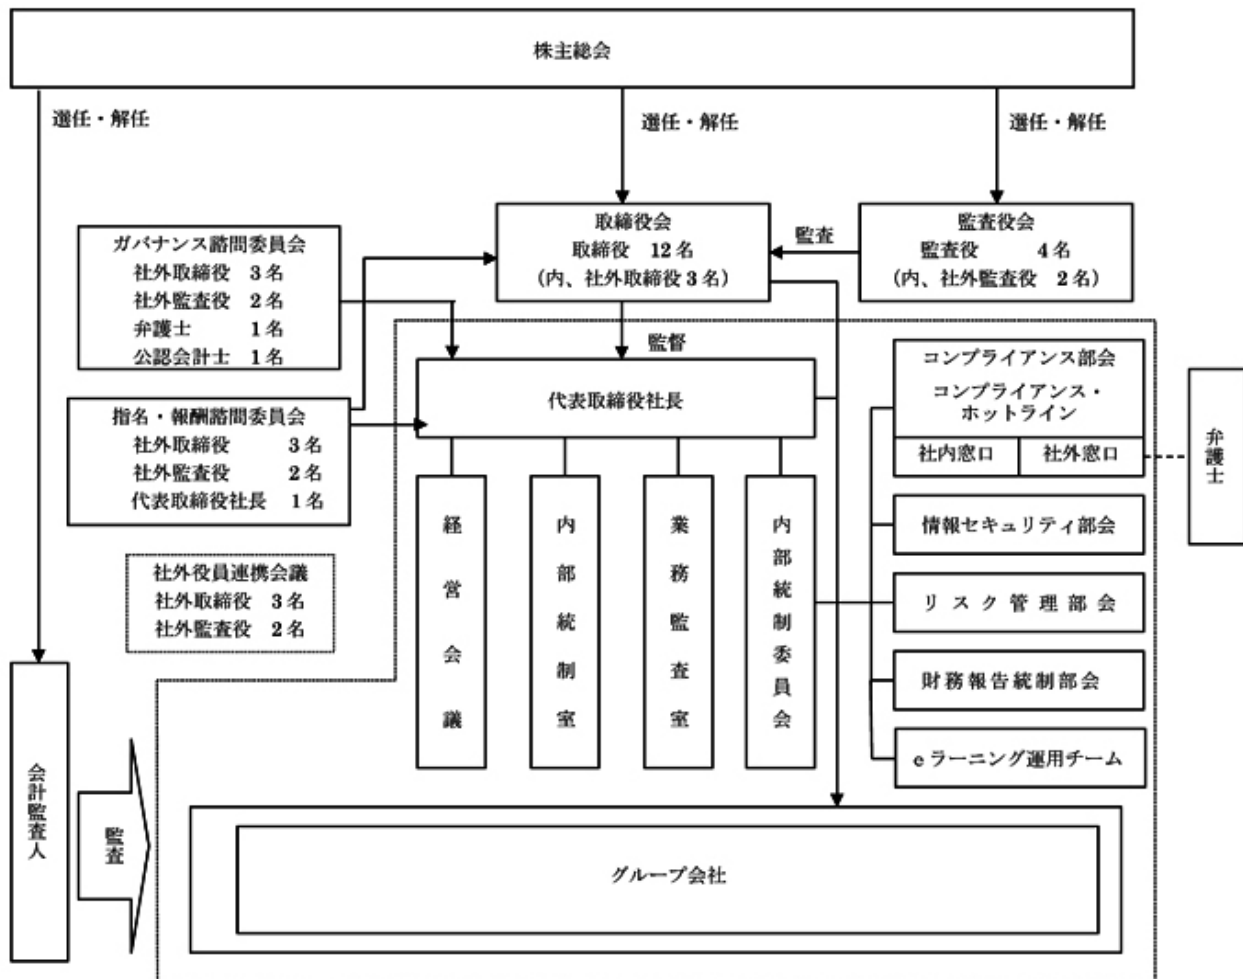 株主総会
選任・解任
選任・解任
選任・解任
取締役会
取締役 12名
(内、社外取締役3名)
監査
監査役会
監査役 4名
(内、社外監査役 2名)
ガバナンス諮問委員会
社外取締役 3名
社外監査役 2名
弁護士 1名
公認会計士 1名
監督
代表取締役社長
指名・報酬諮問委員会
社外取締役 3名
社外監査役 2名
代表取締役社長 1名
コンプライアンス部会
コンプライアンス・
ホットライン
社内窓口
社外窓口
弁護士
社外役員連携会議
社外取締役 3名
社外監査役 2名
経営会議
内部統制室
業務監査室
内部統制委員会
情報セキュリティ部会
リスク管理部会
財務報告統制部会
eラーニング運用チーム
会計監査人
監査
グループ会社